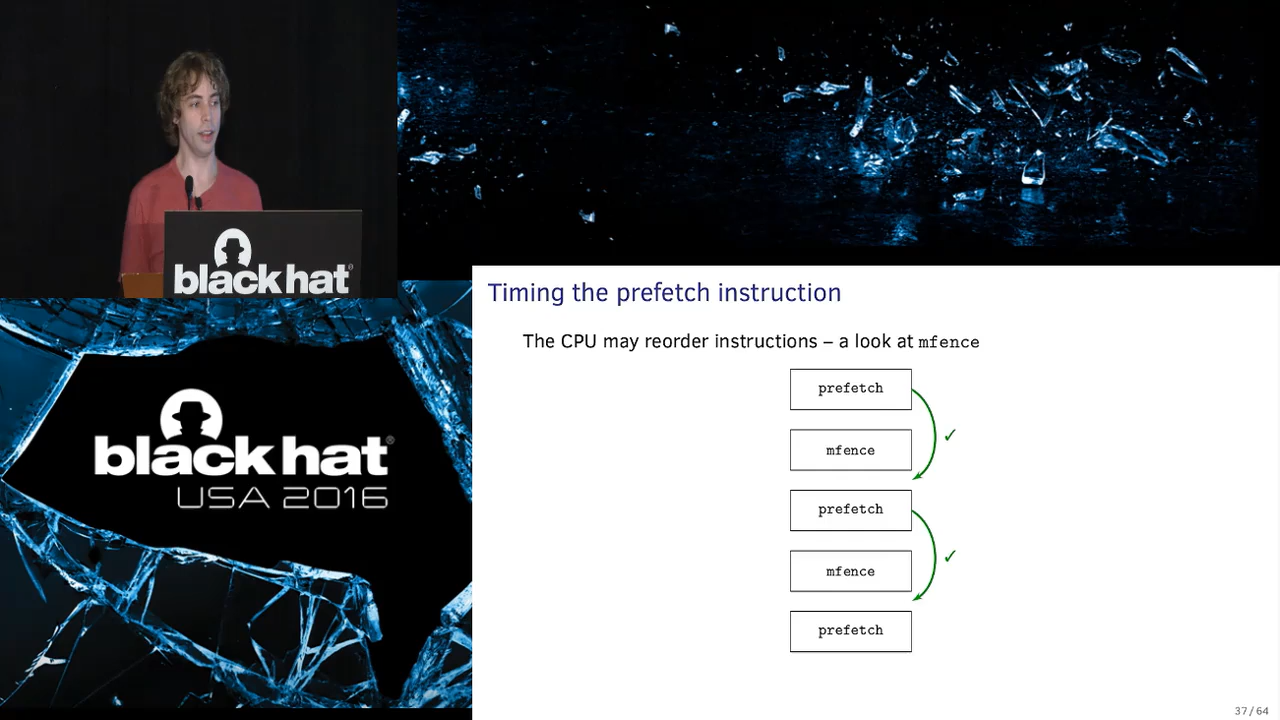 black hat®
black hat®
USA 2016
Timing the prefetch instruction
The CPU may reorder instructions – a look at mfence
prefetch
✓
mfence
prefetch
✓
mfence
prefetch
37 / 64